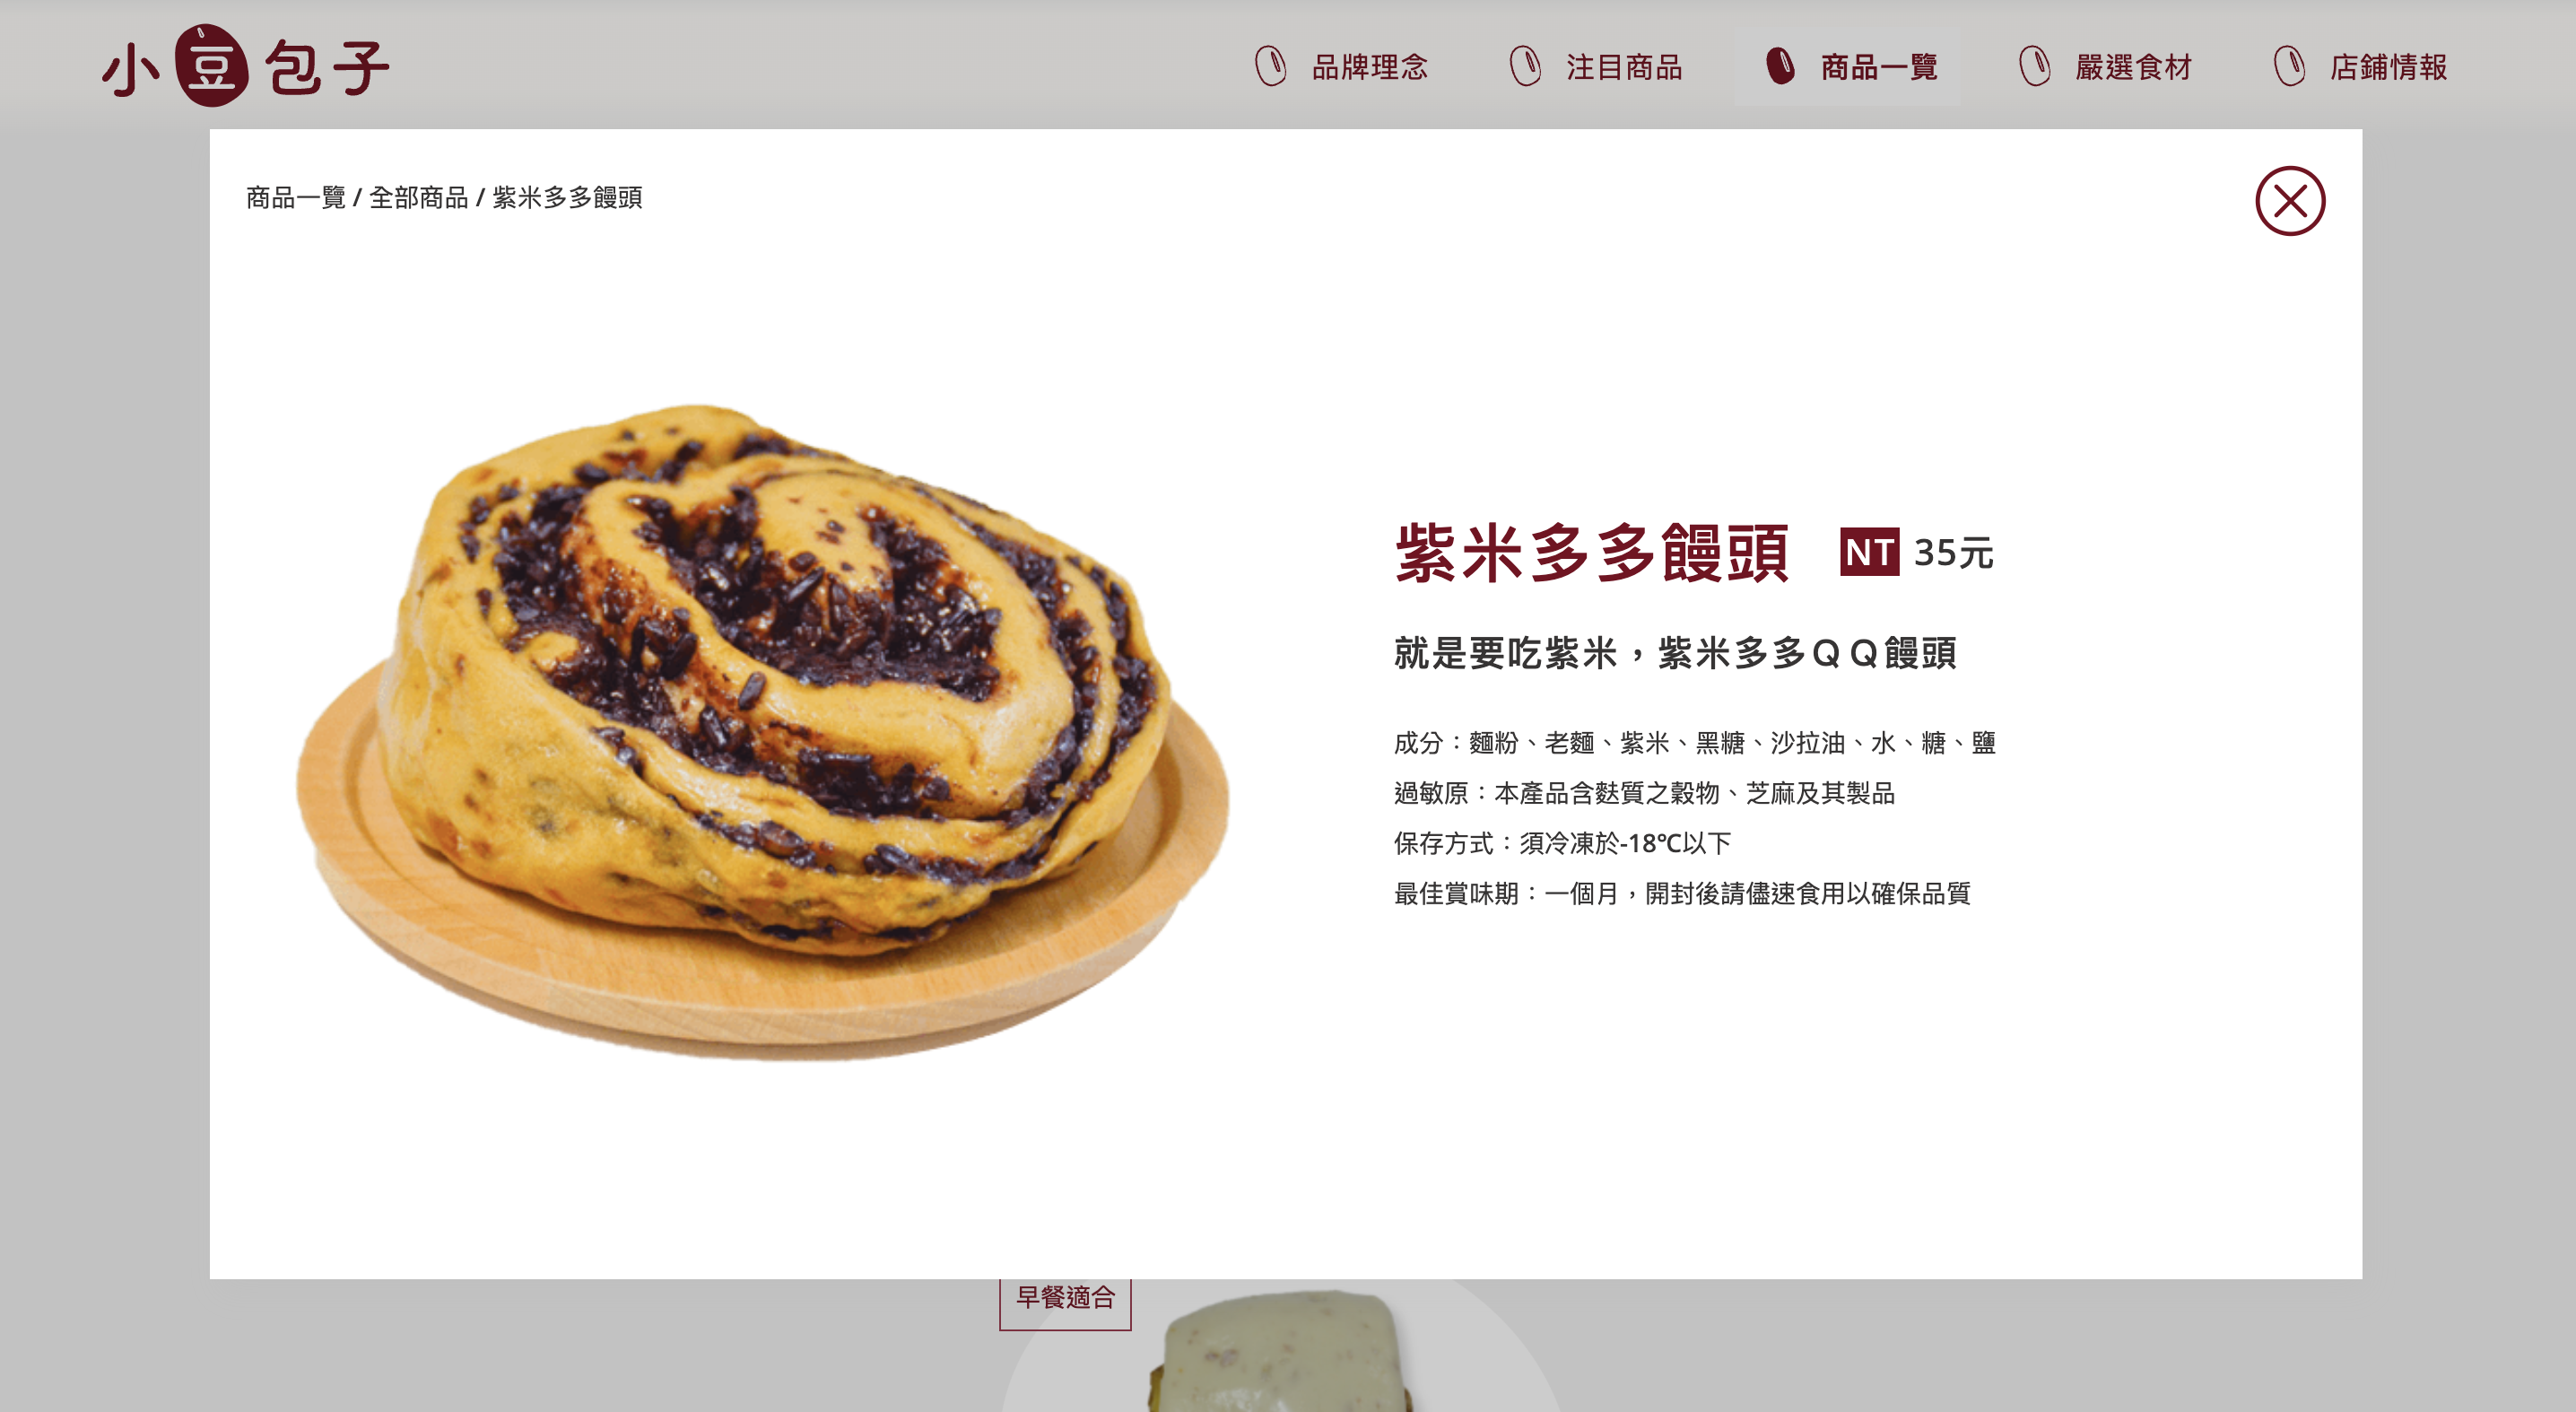 小豆包子
品牌理念
注目商品
商品一覽
嚴選食材
店鋪情報
商品一覽 / 全部商品 / 紫米多多饅頭
紫米多多饅頭 NT 35元
就是要吃紫米，紫米多多ＱＱ饅頭
成分：麵粉、老麵、紫米、黑糖、沙拉油、水、糖、鹽
過敏原：本產品含麩質之穀物、芝麻及其製品
保存方式：須冷凍於-18℃以下
最佳賞味期：一個月，開封後請儘速食用以確保品質
早餐適合